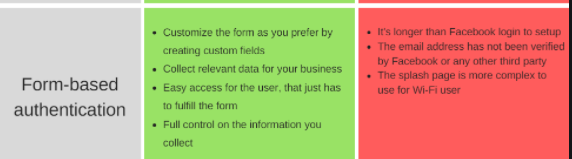 Form-based
authentication
• Customize the form as you prefer by
creating custom fields
• Collect relevant data for your business
• Easy access for the user, that just has
to fulfill the form
• Full control on the information you
collect
• It's longer than Facebook login to setup
• The email address has not been verified
by Facebook or any other third party
• The splash page is more complex to
use for Wi-Fi user